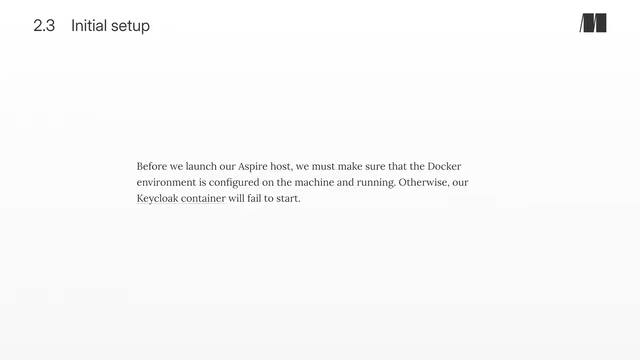 2.3 Initial setup
Before we launch our Aspire host, we must make sure that the Docker
environment is configured on the machine and running. Otherwise, our
Keycloak container will fail to start.